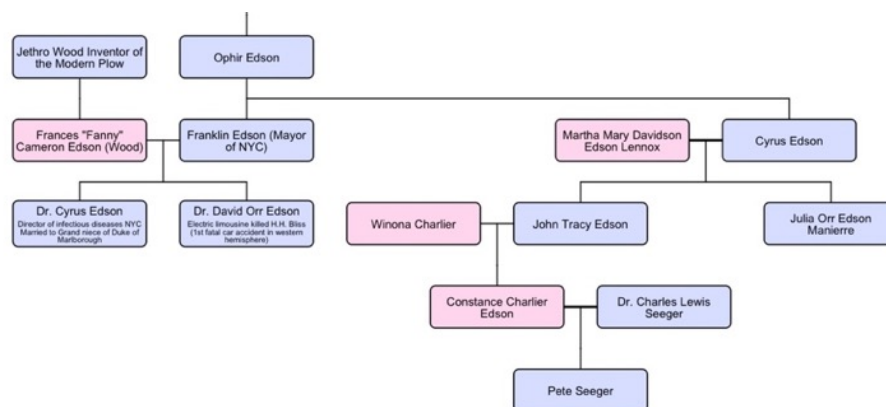 Jethro Wood Inventor of
the Modern Plow
Ophir Edson
Frances "Fanny"
Cameron Edson (Wood)
Franklin Edson (Mayor
of NYC)
Martha Mary Davidson
Edson Lennox
Cyrus Edson
Dr. Cyrus Edson
Director of infectious diseases NYC
Married to Grand niece of Duke of
Marlborough
Dr. David Orr Edson
Electric limousine killed H.H. Bliss
(1st fatal car accident in western
hemisphere)
Winona Charlier
John Tracy Edson
Julia Orr Edson
Manierre
Constance Charlier
Edson
Dr. Charles Lewis
Seeger
Pete Seeger